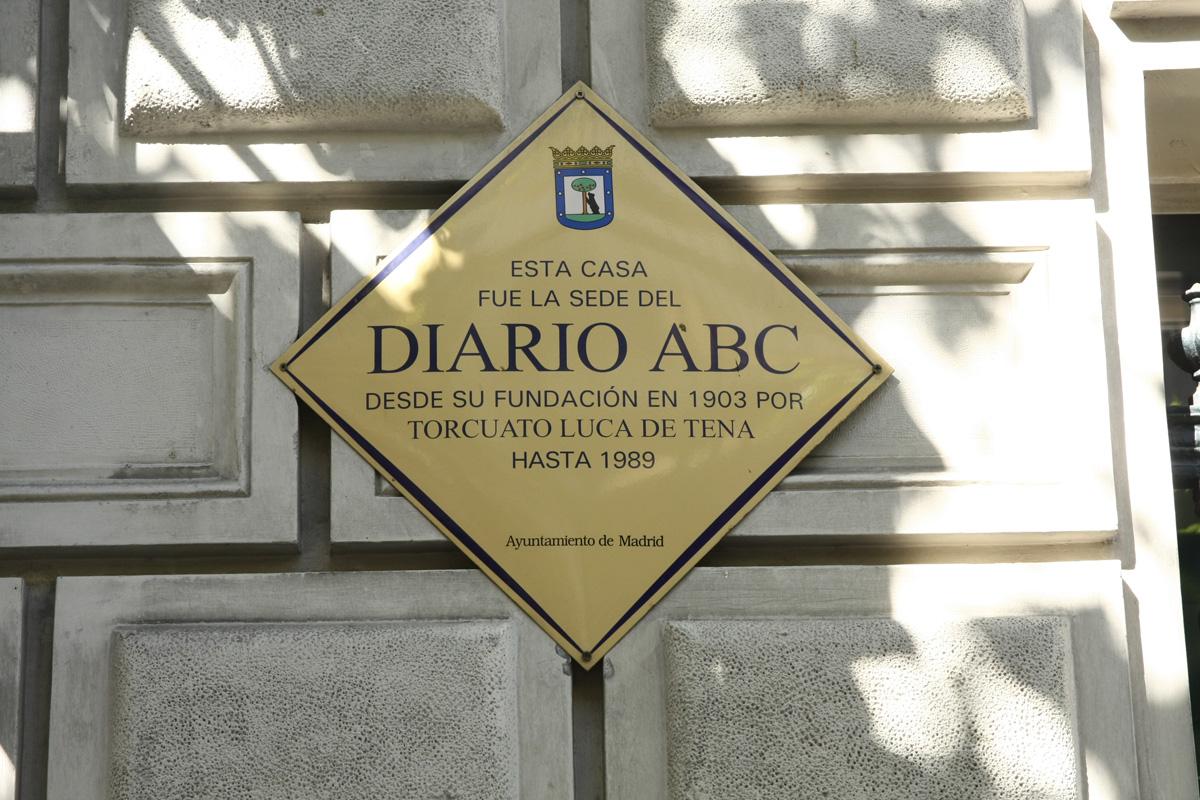 ESTA CASA
FUE LA SEDE DEL
DIARIO ABC
DESDE SU FUNDACIÓN EN 1903 POR
TORCUATO LUCA DE TENA
HASTA 1989
Ayuntamiento de Madrid